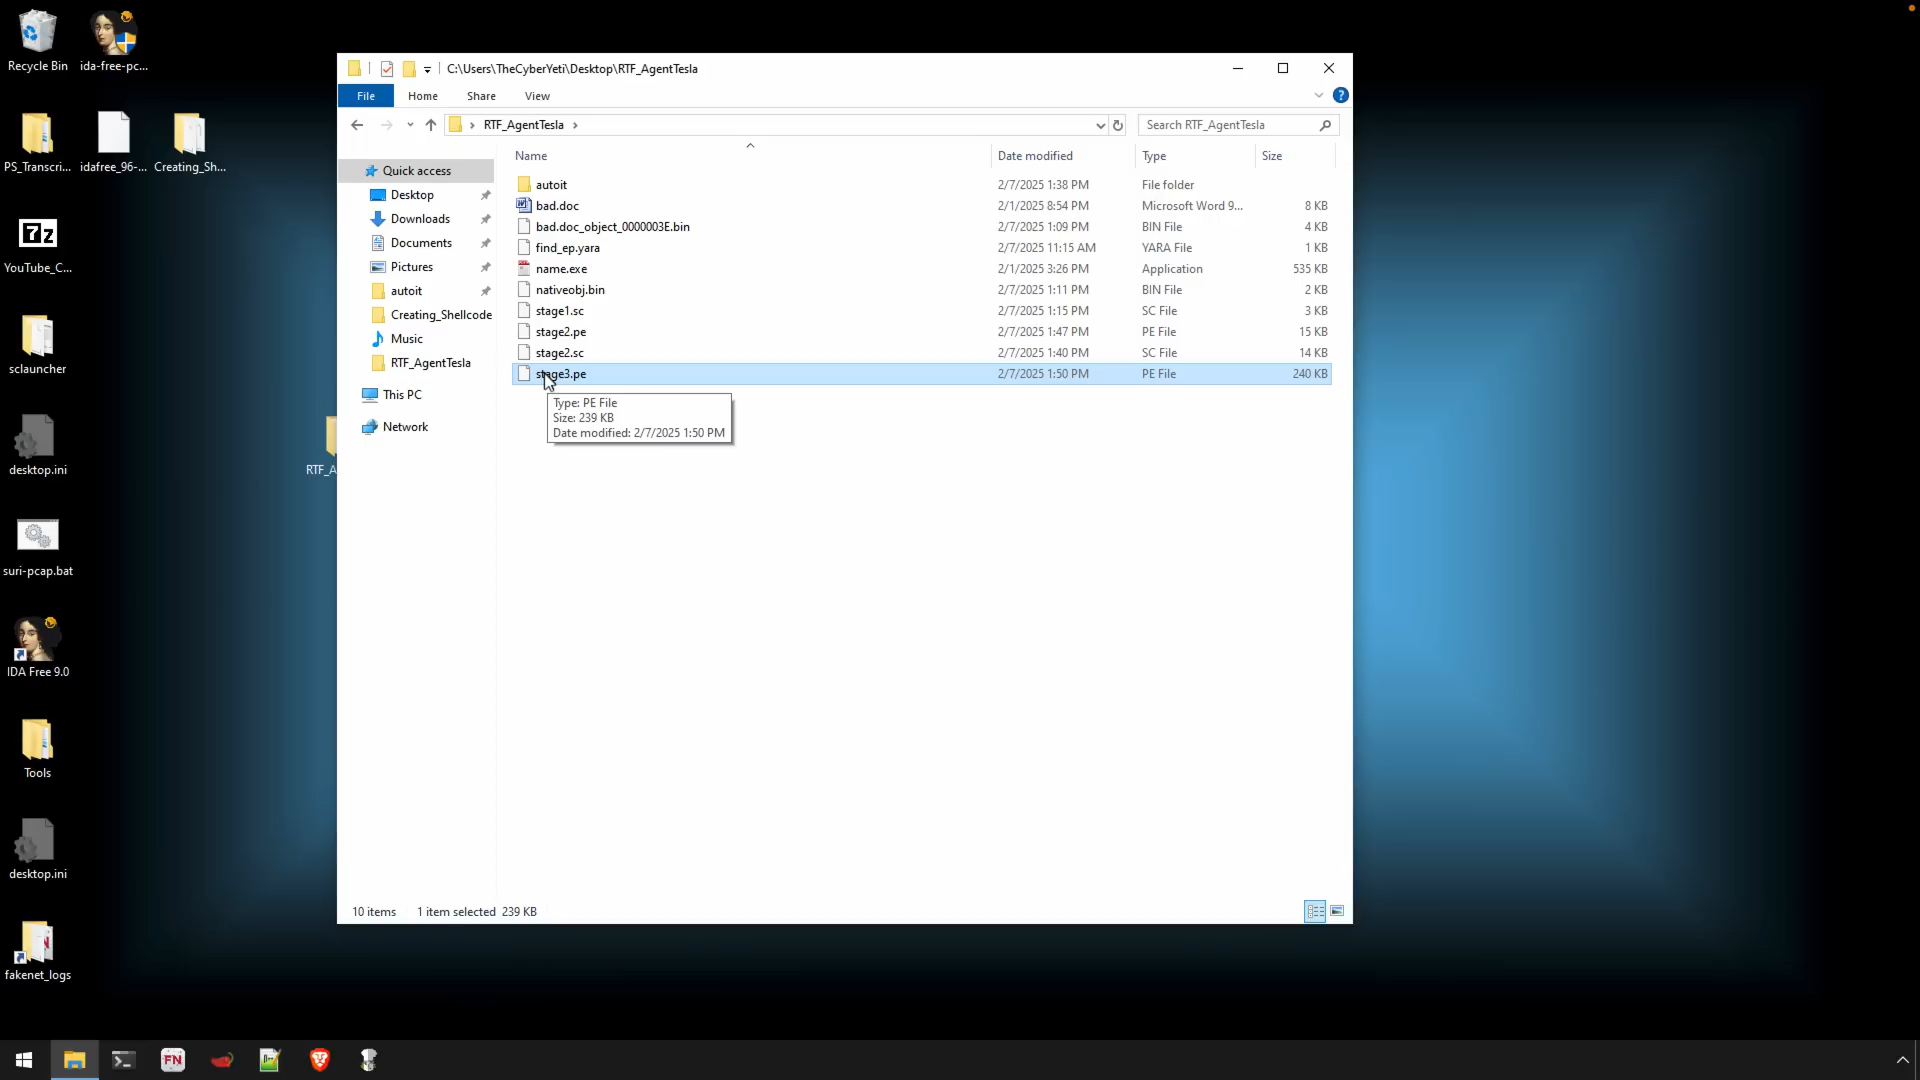 Recycle Bin
ida-free-pc...
PS_Transcri...
idafree_96-...
Creating_Sh...
YouTube_C...
sclauncher
desktop.ini
suri-pcap.bat
IDA Free 9.0
Tools
desktop.ini
fakenet_logs
RTF_A
C:\Users\TheCyberYeti\Desktop\RTF_AgentTesla
File Home Share View
RTF_AgentTesla
Search RTF_AgentTesla
Quick access
Desktop
Downloads
Documents
Pictures
autoit
Creating_Shellcode
Music
RTF_AgentTesla
This PC
Network
Name Date modified Type Size
autoit 2/7/2025 1:38 PM File folder
bad.doc 2/1/2025 8:54 PM Microsoft Word 9... 8 KB
bad.doc_object_0000003E.bin 2/7/2025 1:09 PM BIN File 4 KB
find_ep.yara 2/7/2025 11:15 AM YARA File 1 KB
name.exe 2/1/2025 3:26 PM Application 535 KB
nativeobj.bin 2/7/2025 1:11 PM BIN File 2 KB
stage1.sc 2/7/2025 1:15 PM SC File 3 KB
stage2.pe 2/7/2025 1:47 PM PE File 15 KB
stage2.sc 2/7/2025 1:40 PM SC File 14 KB
stage3.pe 2/7/2025 1:50 PM PE File 240 KB
Type: PE File
Size: 239 KB
Date modified: 2/7/2025 1:50 PM
10 items 1 item selected 239 KB
FN